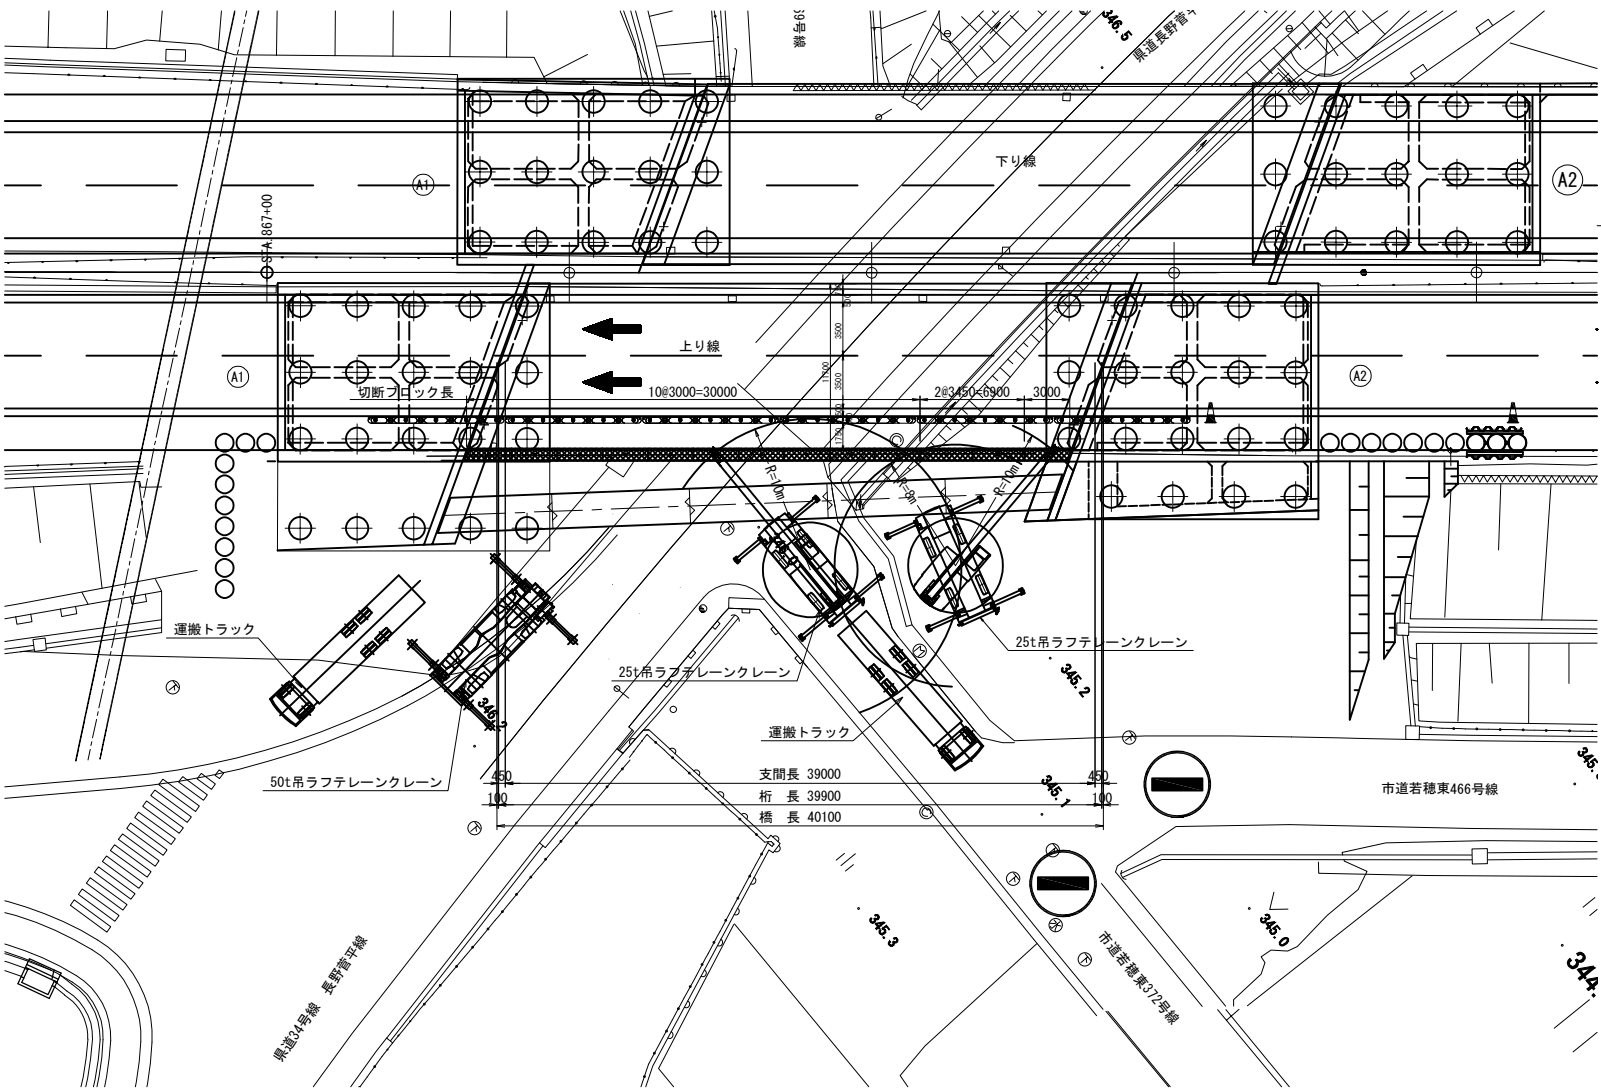 346.5
県道長野菅平
39号線
下り線
A1
A2
STA.867+00
上り線
A1
A2
3500
11700
3500
切断ブロック長
10@3000=30000
2@3450=6900
3000
R=10m
R=8m
R=10m
運搬トラック
25t吊ラフテレーンクレーン
25t吊ラフテレーンクレーン
345.2
346.2
運搬トラック
50t吊ラフテレーンクレーン
450
支間長 39000
450
100
桁 長 39900
100
橋 長 40100
345.1
市道若穂東466号線
345.3
345.0
344.
県道34号線 長野菅平線
市道若穂東372号線